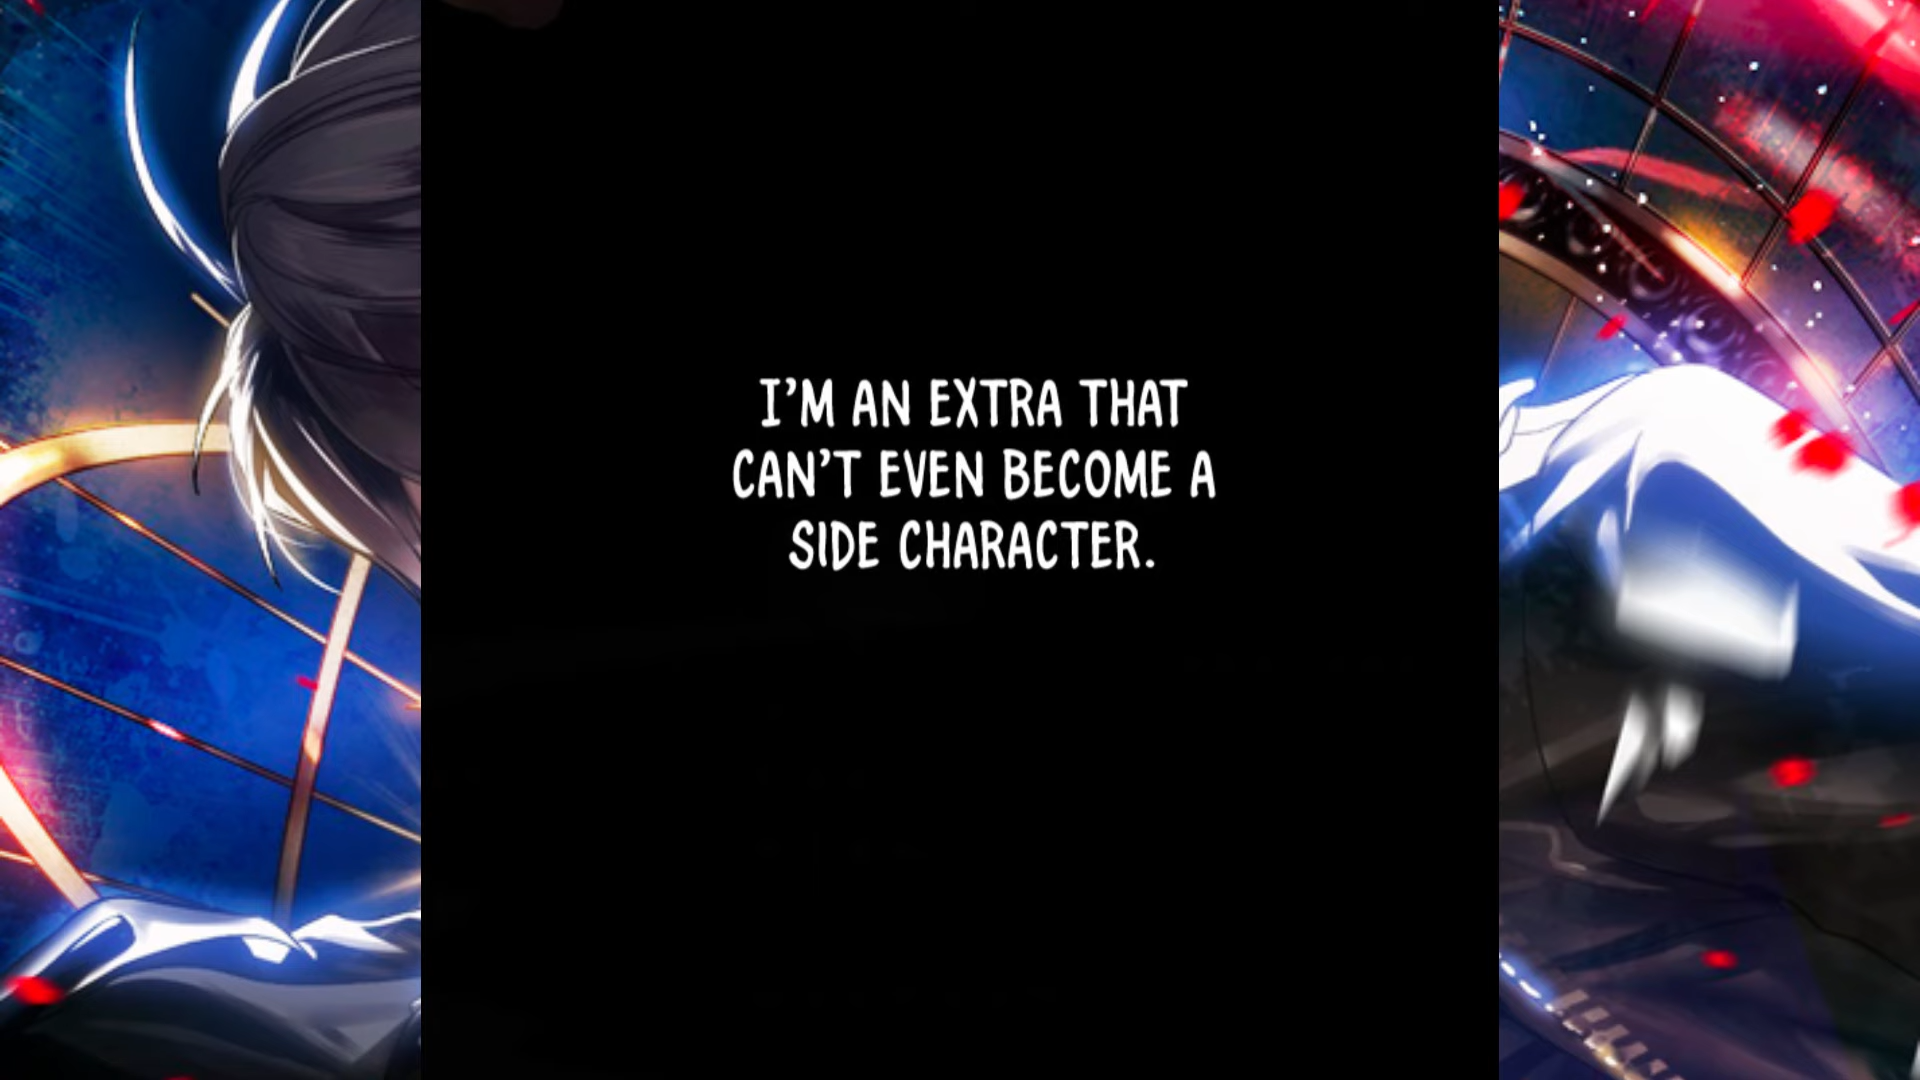 I'M AN EXTRA THAT
CAN'T EVEN BECOME A
SIDE CHARACTER.